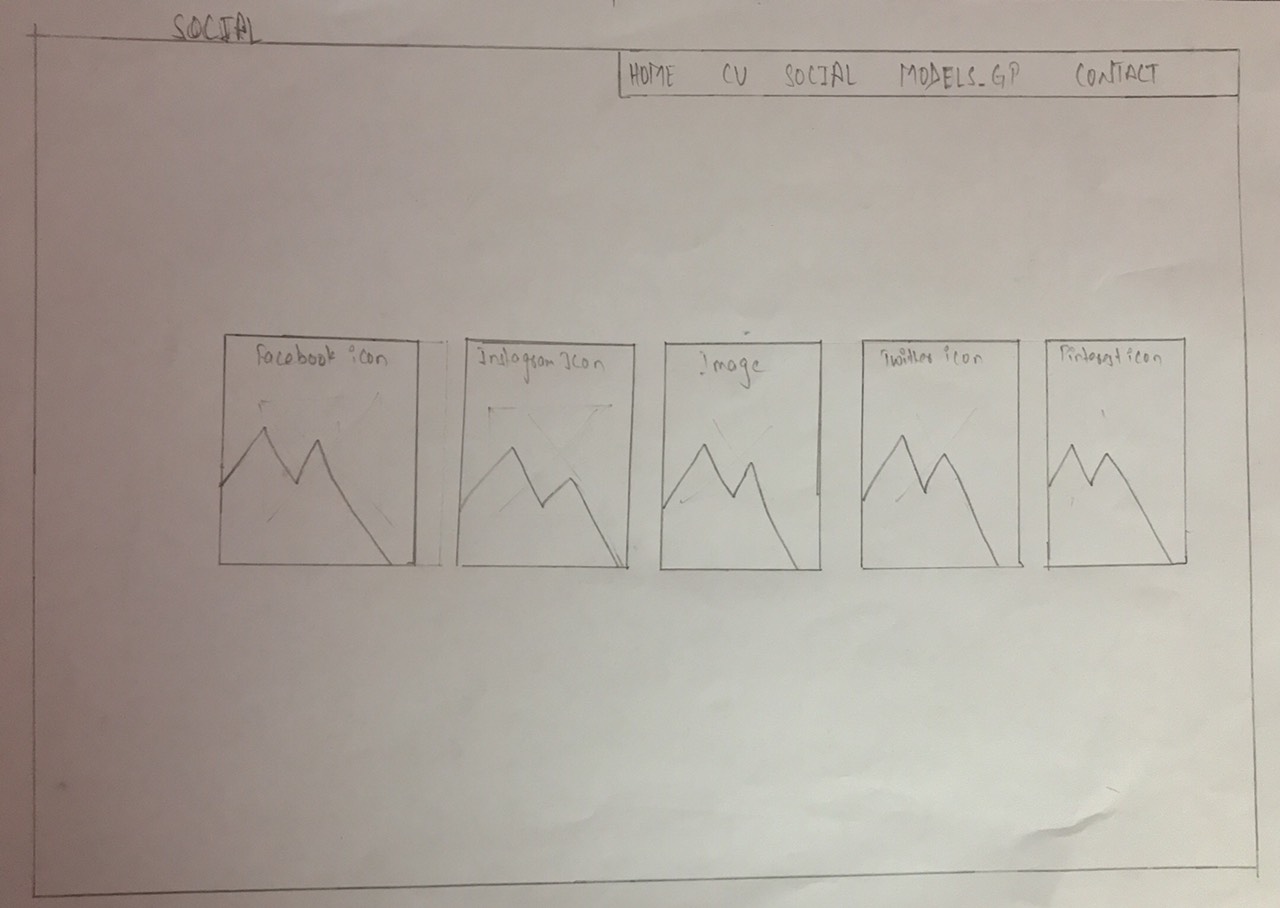 SOCIAL
HOME CV SOCIAL MODELS_GP CONTACT
Facebook icon
Instagram Icon
Image
Twitter icon
Pinterest icon